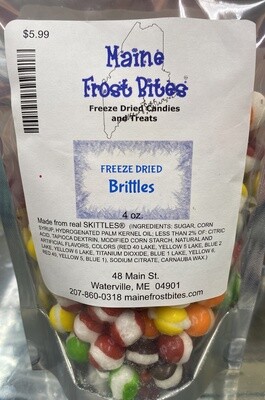 $5.99
Maine
Frost Bites®
Freeze Dried Candies
and Treats
FREEZE DRIED
Brittles
4 oz.
Made from real SKITTLES® (INGREDIENTS: SUGAR, CORN
SYRUP, HYDROGENATED PALM KERNEL OIL; LESS THAN 2% OF: CITRIC
ACID, TAPIOCA DEXTRIN, MODIFIED CORN STARCH, NATURAL AND
ARTIFICIAL FLAVORS, COLORS (RED 40 LAKE, YELLOW 5 LAKE, BLUE 2
LAKE, YELLOW 6 LAKE, TITANIUM DIOXIDE, BLUE 1 LAKE, YELLOW 6,
RED 40, YELLOW 5, BLUE 1), SODIUM CITRATE, CARNAUBA WAX.)
48 Main St.
Waterville, ME 04901
207-860-0318 mainefrostbites.com